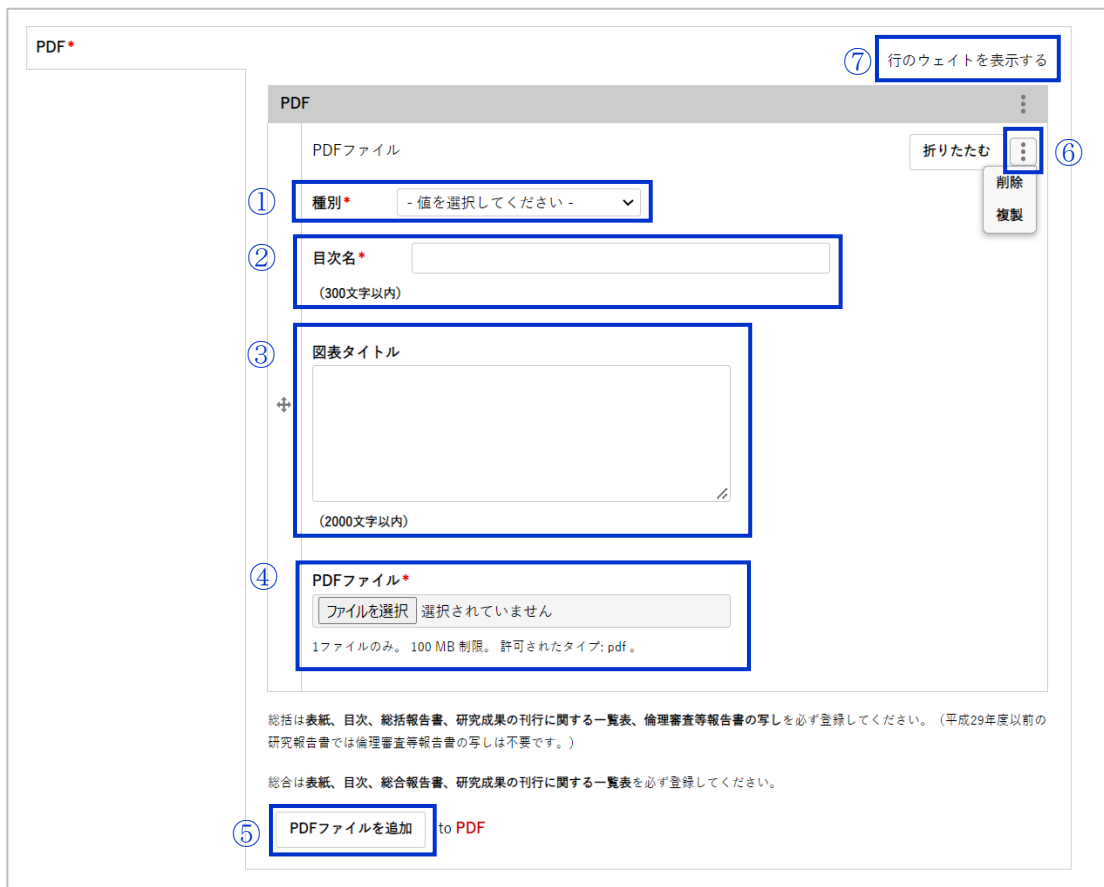 PDF*
⑦ 行のウェイトを表示する
PDF
PDFファイル
折りたたむ
⑥
削除
複製
① 種別* - 値を選択してください -
② 目次名*
(300文字以内)
③ 図表タイトル
(2000文字以内)
④ PDFファイル*
ファイルを選択 選択されていません
1ファイルのみ。 100 MB 制限。 許可されたタイプ: pdf 。
総括は表紙、目次、総括報告書、研究成果の刊行に関する一覧表、倫理審査等報告書の写しを必ず登録してください。（平成29年度以前の
研究報告書では倫理審査等報告書の写しは不要です。）
総合は表紙、目次、総合報告書、研究成果の刊行に関する一覧表を必ず登録してください。
⑤ PDFファイルを追加 to PDF